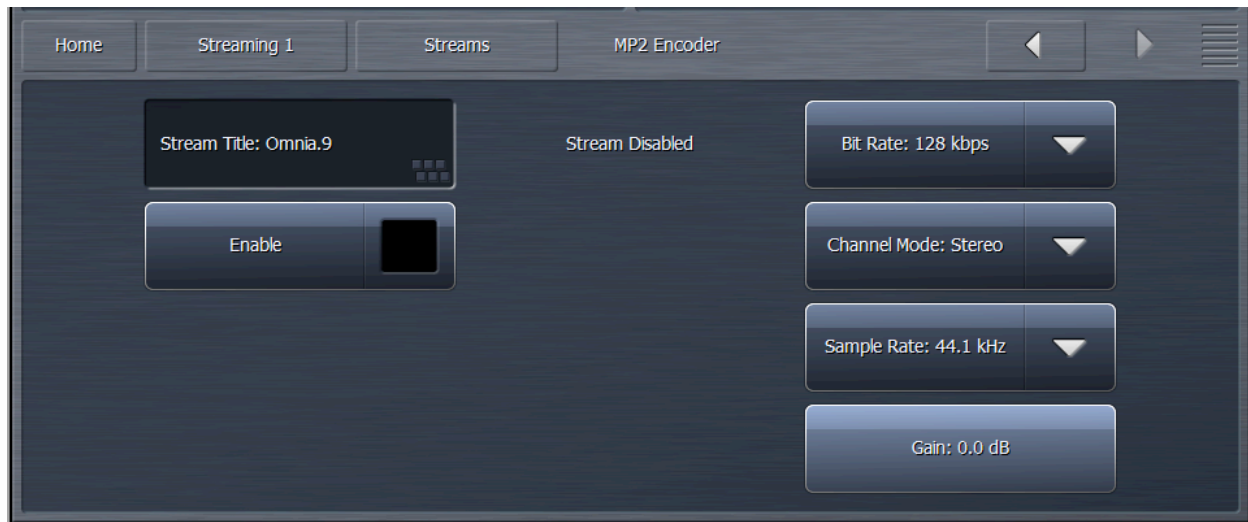 Home
Streaming 1
Streams
MP2 Encoder
Stream Title: Omnia.9
Stream Disabled
Bit Rate: 128 kbps
Enable
Channel Mode: Stereo
Sample Rate: 44.1 kHz
Gain: 0.0 dB